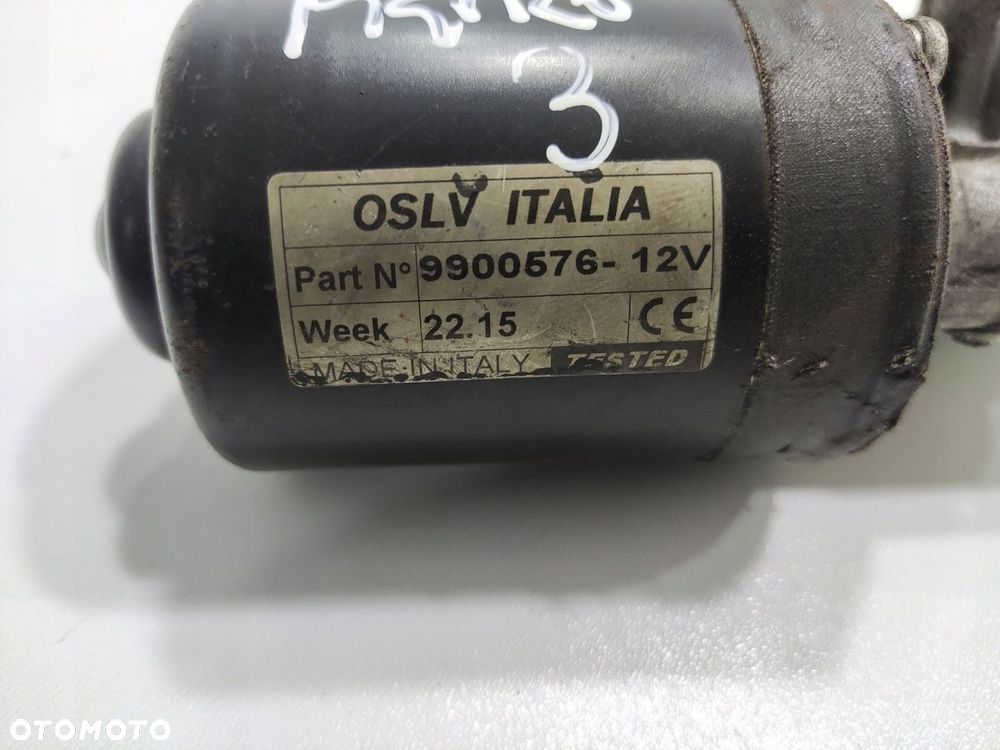 3
OSLV ITALIA
Part N° 9900576- 12V
Week 22.15 CE
MADE IN ITALY TESTED
OTOMOTO